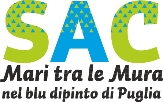 SAC
Mari tra le Mura
nel blu dipinto di Puglia